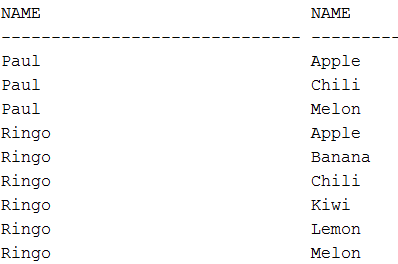 NAME                           NAME
------------------------------ ---------
Paul                           Apple
Paul                           Chili
Paul                           Melon
Ringo                          Apple
Ringo                          Banana
Ringo                          Chili
Ringo                          Kiwi
Ringo                          Lemon
Ringo                          Melon